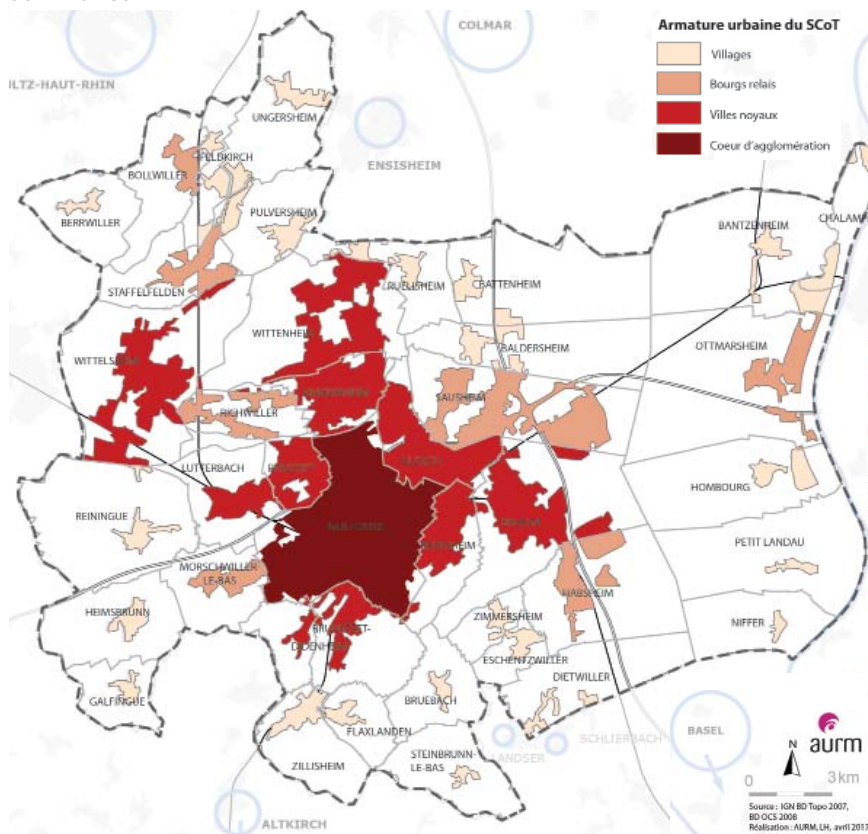 COLMAR
Armature urbaine du SCoT
Villages
Bourgs relais
Villes noyaux
Coeur d'agglomération
LTZ-HAUT-RHIN
UNGERSHEIM
ENSISHEIM
FELDKIRCH
BOLLWILLER
BERRWILLER
PULVERSHEIM
BANTZENHEIM
CHALAMP
RUELISHEIM
BATTENHEIM
STAFFELFELDEN
WITTENHEIM
BALDERSHEIM
OTTMARSHEIM
WITTELSHEIM
SAUSHEIM
RICHWILLER
LUTTERBACH
HOMBOURG
REININGUE
PETIT LANDAU
MORSCHWILLER
LE-BAS
HABSHEIM
HEIMSBRUNN
ZIMMERSHEIM
NIFFER
DIDENHEIM
ESCHENTZWILLER
DIETWILLER
GALFINGUE
BRUEBACH
FLAXLANDEN
SCHLIERBACH
BASEL
LANDSER
ZILLISHEIM
STEINBRUNN-
LE-BAS
aurm
N
0 3 km
ALTKIRCH
Source : IGN BD Topo 2007,
BD OCS 2008
Réalisation : AURM, LH, avril 2017